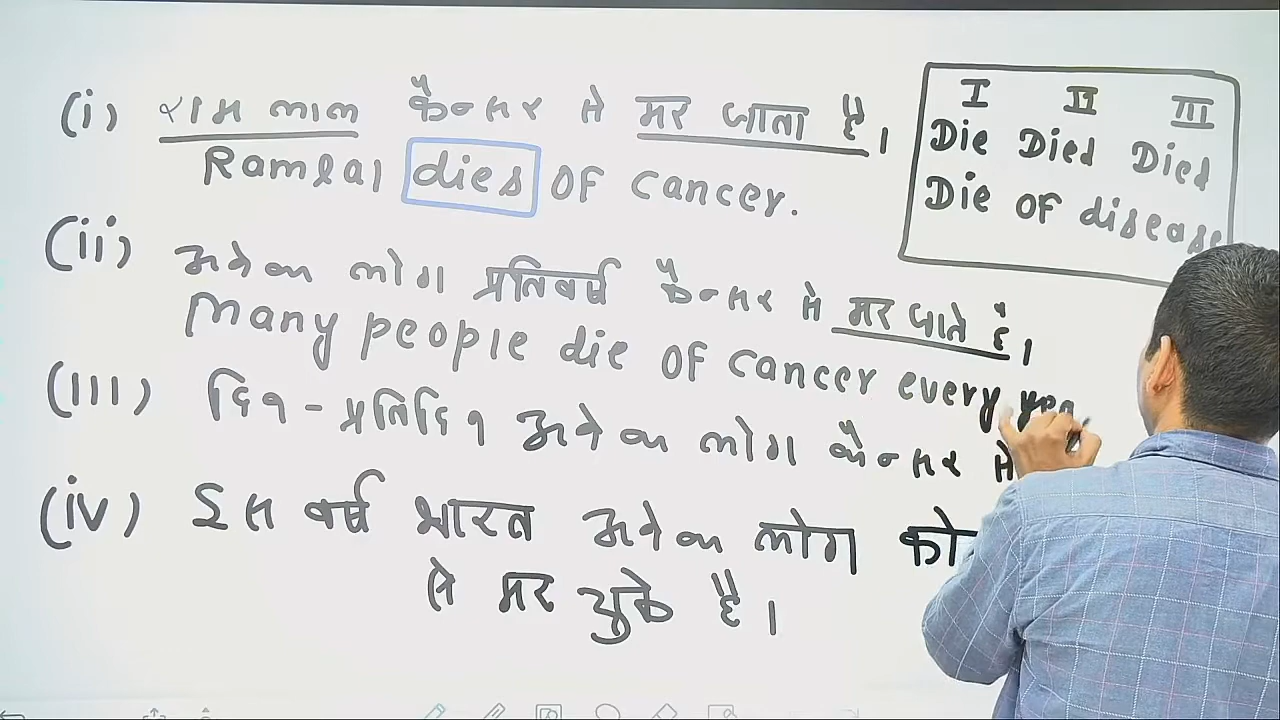 (i) राम लाल कैन्सर से मर जाता है।
Ramlal dies of cancer.
I II III
Die Died Died
Die of disease
(ii) अनेक लोग प्रतिवर्ष कैन्सर से मर जाते हैं।
Many people die of cancer every
(iii) दिन - प्रतिदिन अनेक लोग कैन्सर से
(iv) इस वर्ष भारत अनेक लोग
से मर चुके है।